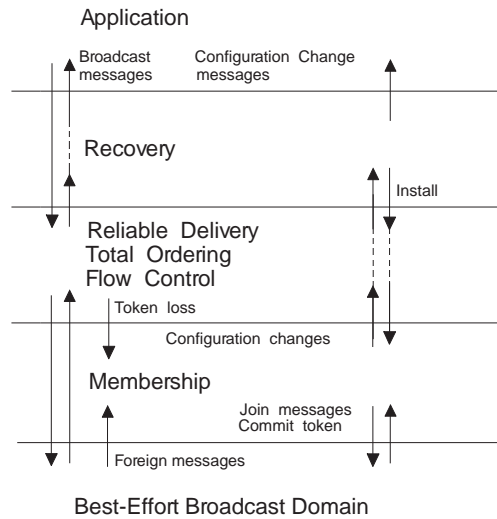 Application
Broadcast messages
Configuration Change messages
Recovery
Install
Reliable Delivery
Total Ordering
Flow Control
Token loss
Configuration changes
Membership
Join messages
Commit token
Foreign messages
Best-Effort Broadcast Domain